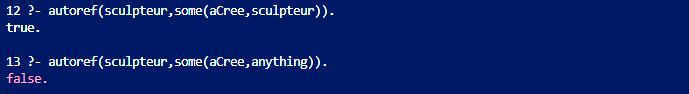 12 ?- autoref(sculpteur,some(aCree,sculpteur)).
true.
13 ?- autoref(sculpteur,some(aCree,anything)).
false.